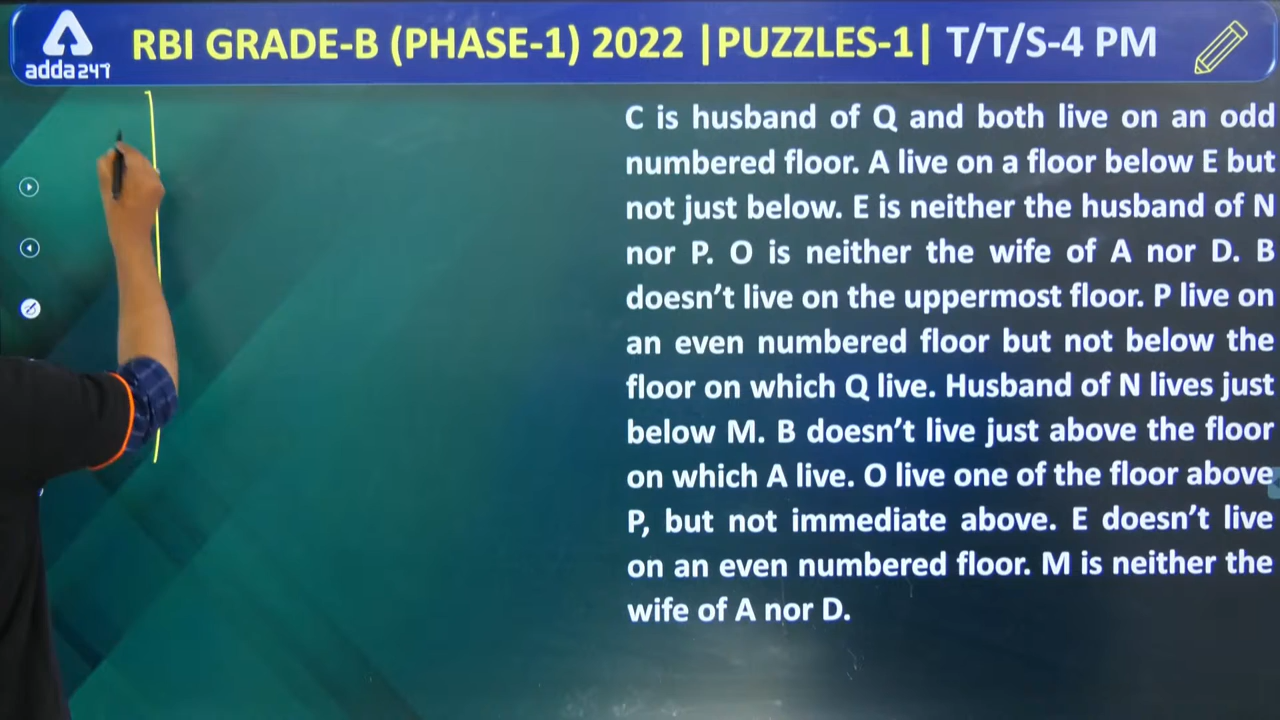 adda247
RBI GRADE-B (PHASE-1) 2022 |PUZZLES-1| T/T/S-4 PM
C is husband of Q and both live on an odd
numbered floor. A live on a floor below E but
not just below. E is neither the husband of N
nor P. O is neither the wife of A nor D. B
doesn’t live on the uppermost floor. P live on
an even numbered floor but not below the
floor on which Q live. Husband of N lives just
below M. B doesn’t live just above the floor
on which A live. O live one of the floor above
P, but not immediate above. E doesn’t live
on an even numbered floor. M is neither the
wife of A nor D.